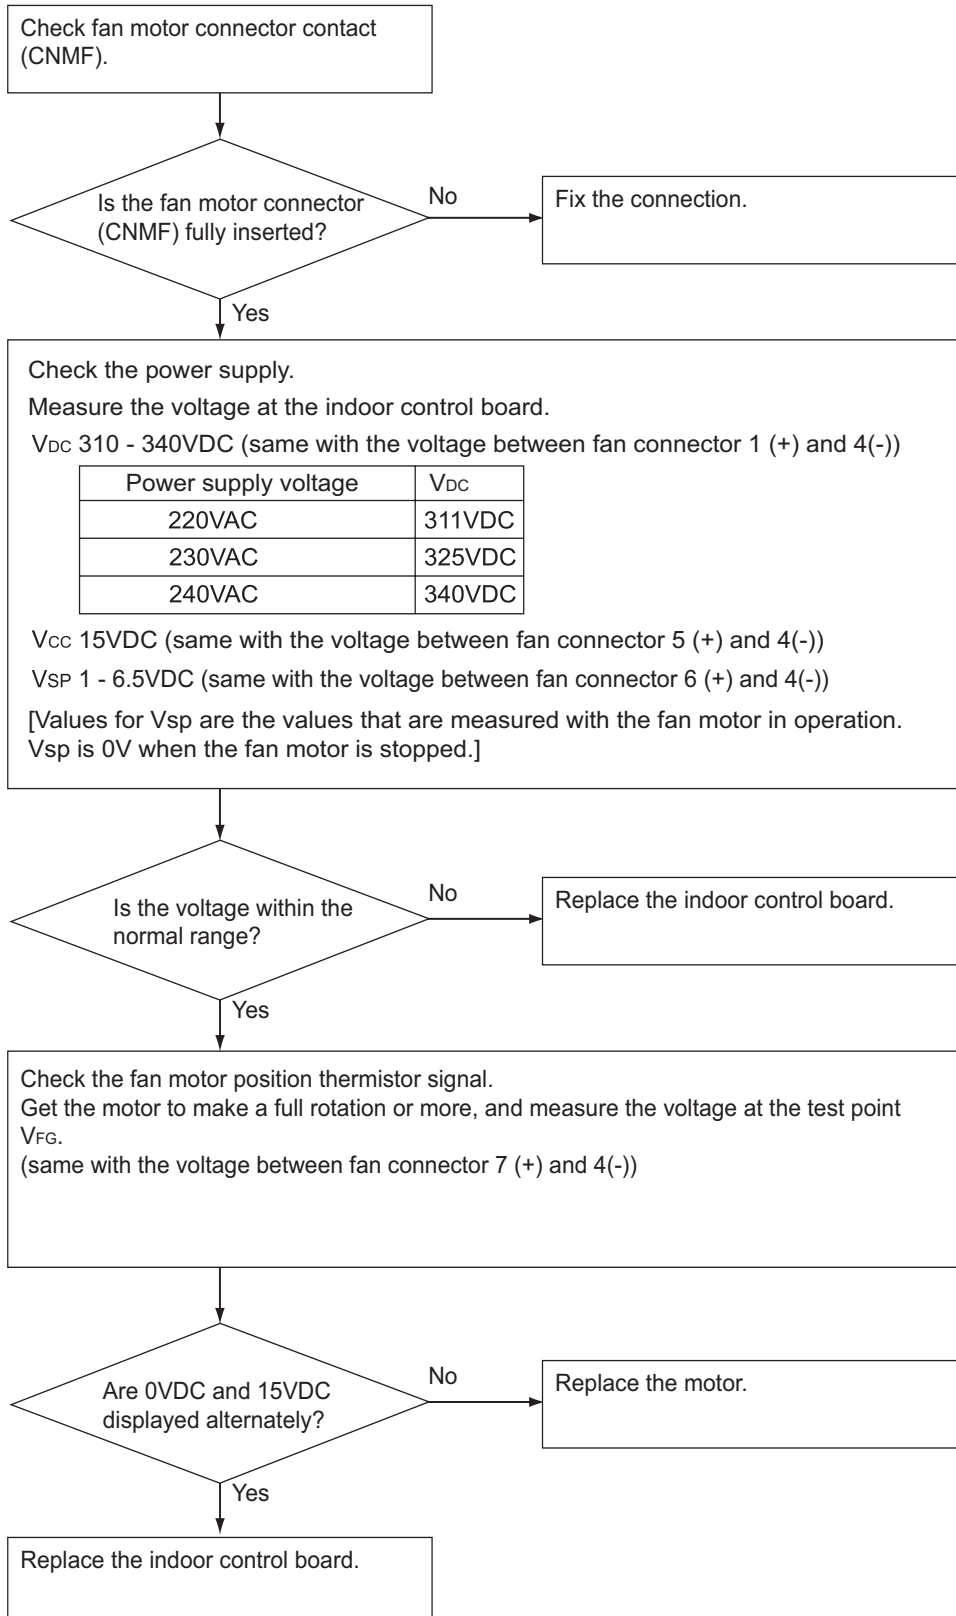 Check fan motor connector contact
(CNMF).
Is the fan motor connector
(CNMF) fully inserted?
No
Fix the connection.
Yes
Check the power supply.
Measure the voltage at the indoor control board.
VDC 310 - 340VDC (same with the voltage between fan connector 1 (+) and 4(-))
Power supply voltage VDC
220VAC 311VDC
230VAC 325VDC
240VAC 340VDC
VCC 15VDC (same with the voltage between fan connector 5 (+) and 4(-))
VSP 1 - 6.5VDC (same with the voltage between fan connector 6 (+) and 4(-))
[Values for Vsp are the values that are measured with the fan motor in operation.
Vsp is 0V when the fan motor is stopped.]
Is the voltage within the
normal range?
No
Replace the indoor control board.
Yes
Check the fan motor position thermistor signal.
Get the motor to make a full rotation or more, and measure the voltage at the test point
VFG.
(same with the voltage between fan connector 7 (+) and 4(-))
Are 0VDC and 15VDC
displayed alternately?
No
Replace the motor.
Yes
Replace the indoor control board.